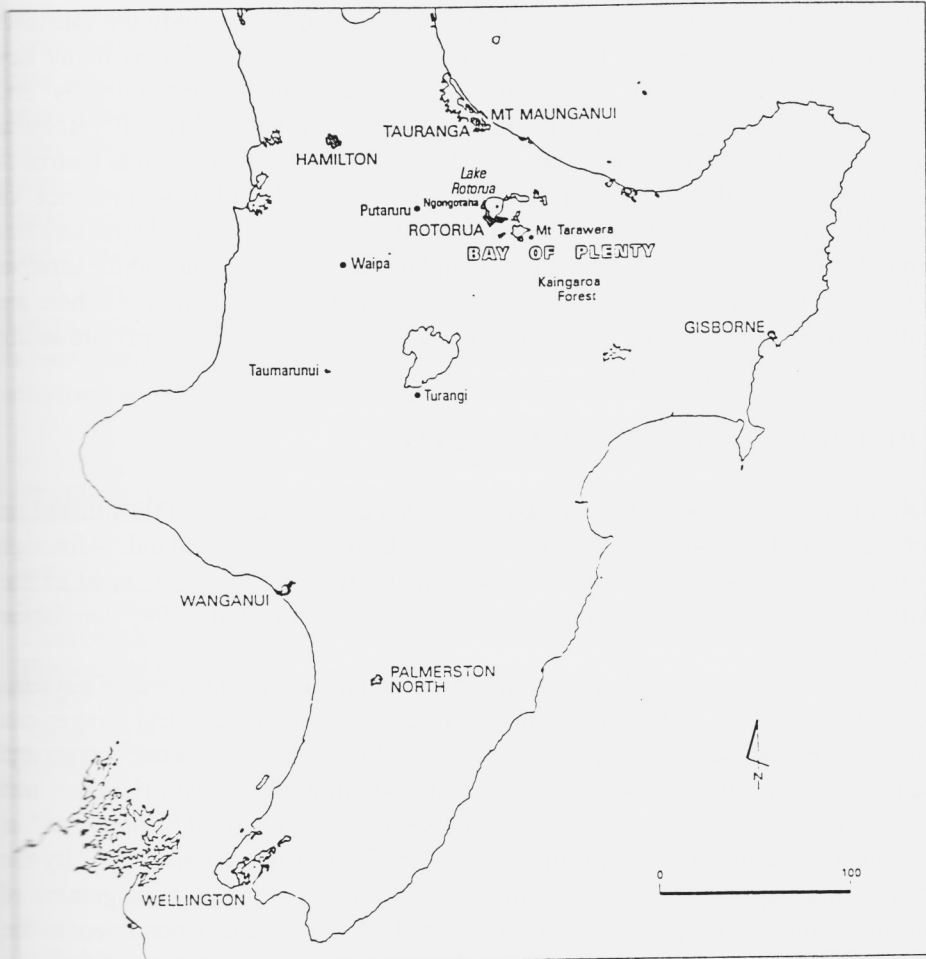 MT MAUNGANUI
TAURANGA
HAMILTON
Lake
Rotorua
Ngongotaha
Putaruru
ROTORUA
Mt Tarawera
BAY OF PLENTY
Waipa
Kaingaroa
Forest
GISBORNE
Taumarunui
Turangi
WANGANUI
PALMERSTON
NORTH
N
0 100
WELLINGTON